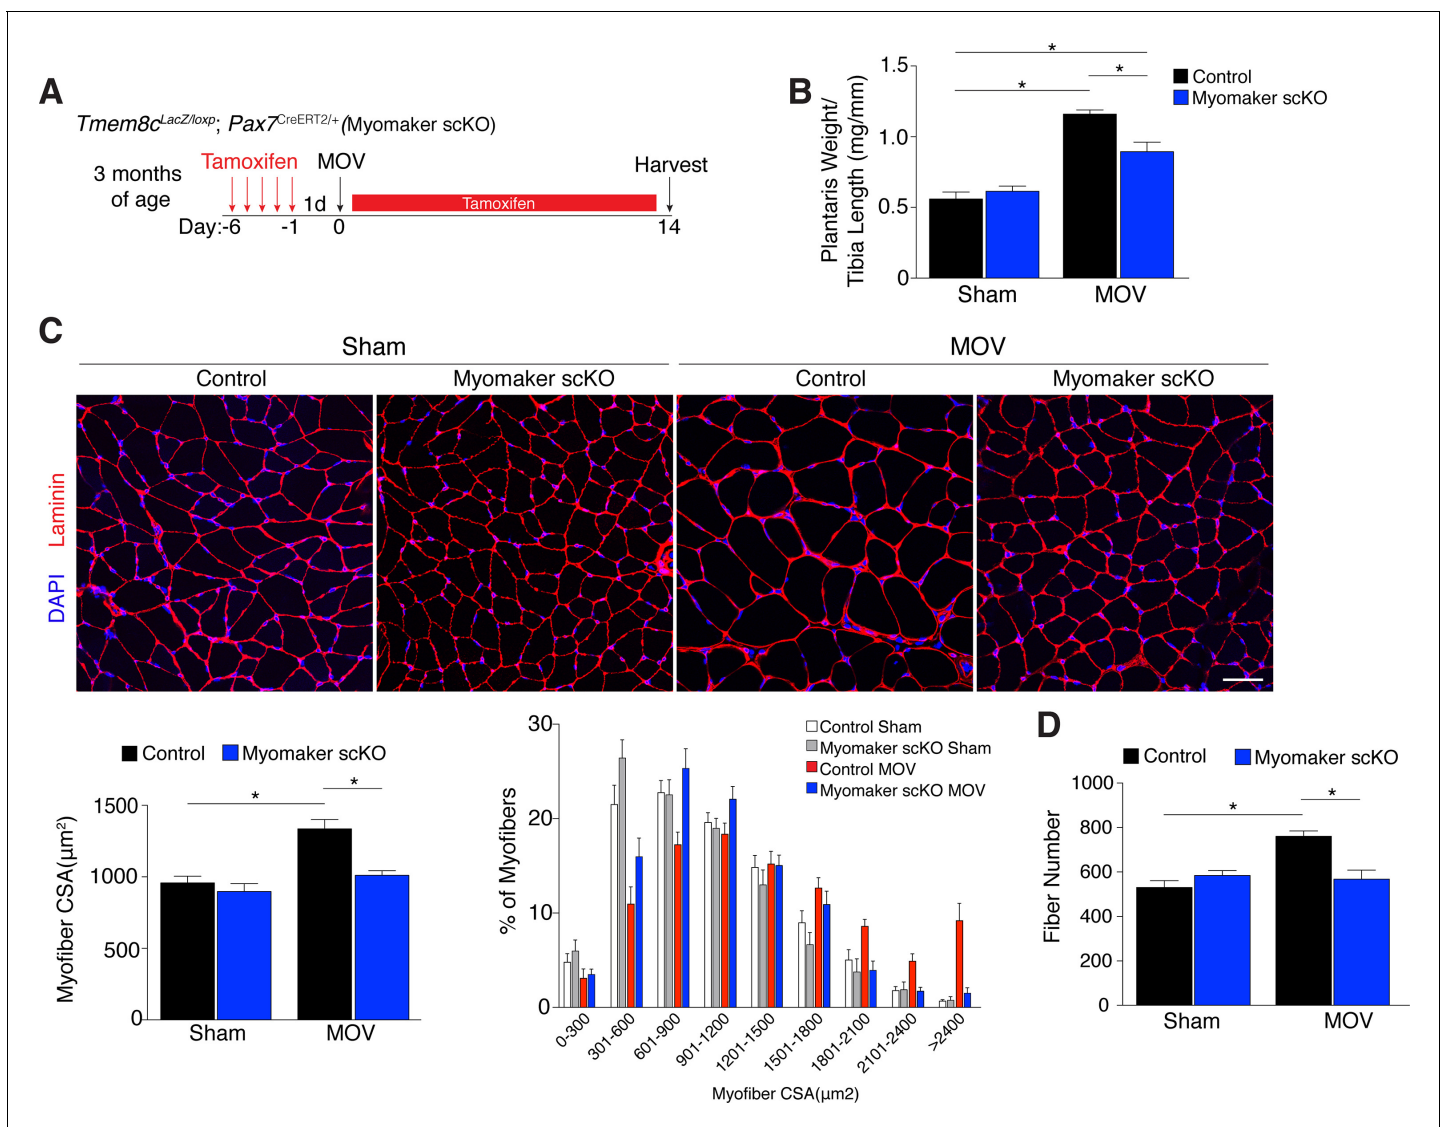 A
Tmem8cLacZ/loxp; Pax7CreERT2/+(Myomaker scKO)
3 months
of age
Tamoxifen
MOV
Harvest
1d
Tamoxifen
Day:-6
-1
0
14
B
Plantaris Weight/
Tibia Length (mg/mm)
1.5
1.0
0.5
0
*
*
*
Control
Myomaker scKO
Sham
MOV
C
Sham
MOV
Control
Myomaker scKO
Control
Myomaker scKO
DAPI Laminin
Control
Myomaker scKO
Myofiber CSA(µm2)
1500
1000
500
0
*
*
Sham
MOV
% of Myofibers
30
20
10
0
Control Sham
Myomaker scKO Sham
Control MOV
Myomaker scKO MOV
0-300
301-600
601-900
901-1200
1201-1500
1501-1800
1801-2100
2101-2400
>2400
Myofiber CSA(µm2)
D
Control
Myomaker scKO
Fiber Number
1000
800
600
400
200
0
*
*
Sham
MOV